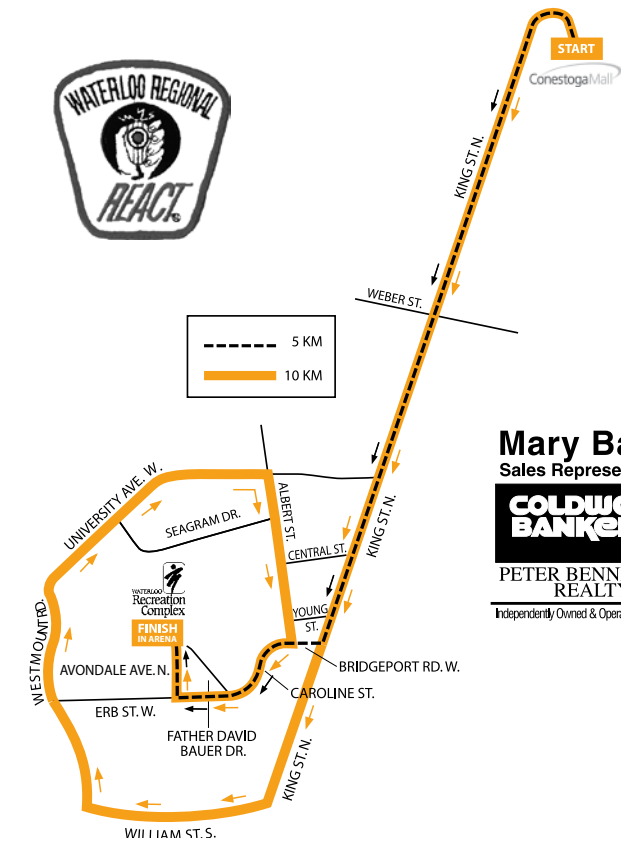 START
ConestogaMall
WATERLOO REGIONAL
REACT
KING ST. N.
WEBER ST.
5 KM
10 KM
Mary Ba
Sales Represe
COLDW
BANKE
PETER BENN
REALTY
Independently Owned & Opera
UNIVERSITY AVE. W.
SEAGRAM DR.
ALBERT ST.
KING ST. N.
CENTRAL ST.
YOUNG
ST.
WATERLOO
Recreation
Complex
FINISH
IN ARENA
WESTMOUNT RD.
AVONDALE AVE. N.
BRIDGEPORT RD. W.
CAROLINE ST.
ERB ST. W.
FATHER DAVID
BAUER DR.
KING ST. N.
WILLIAM ST. S.